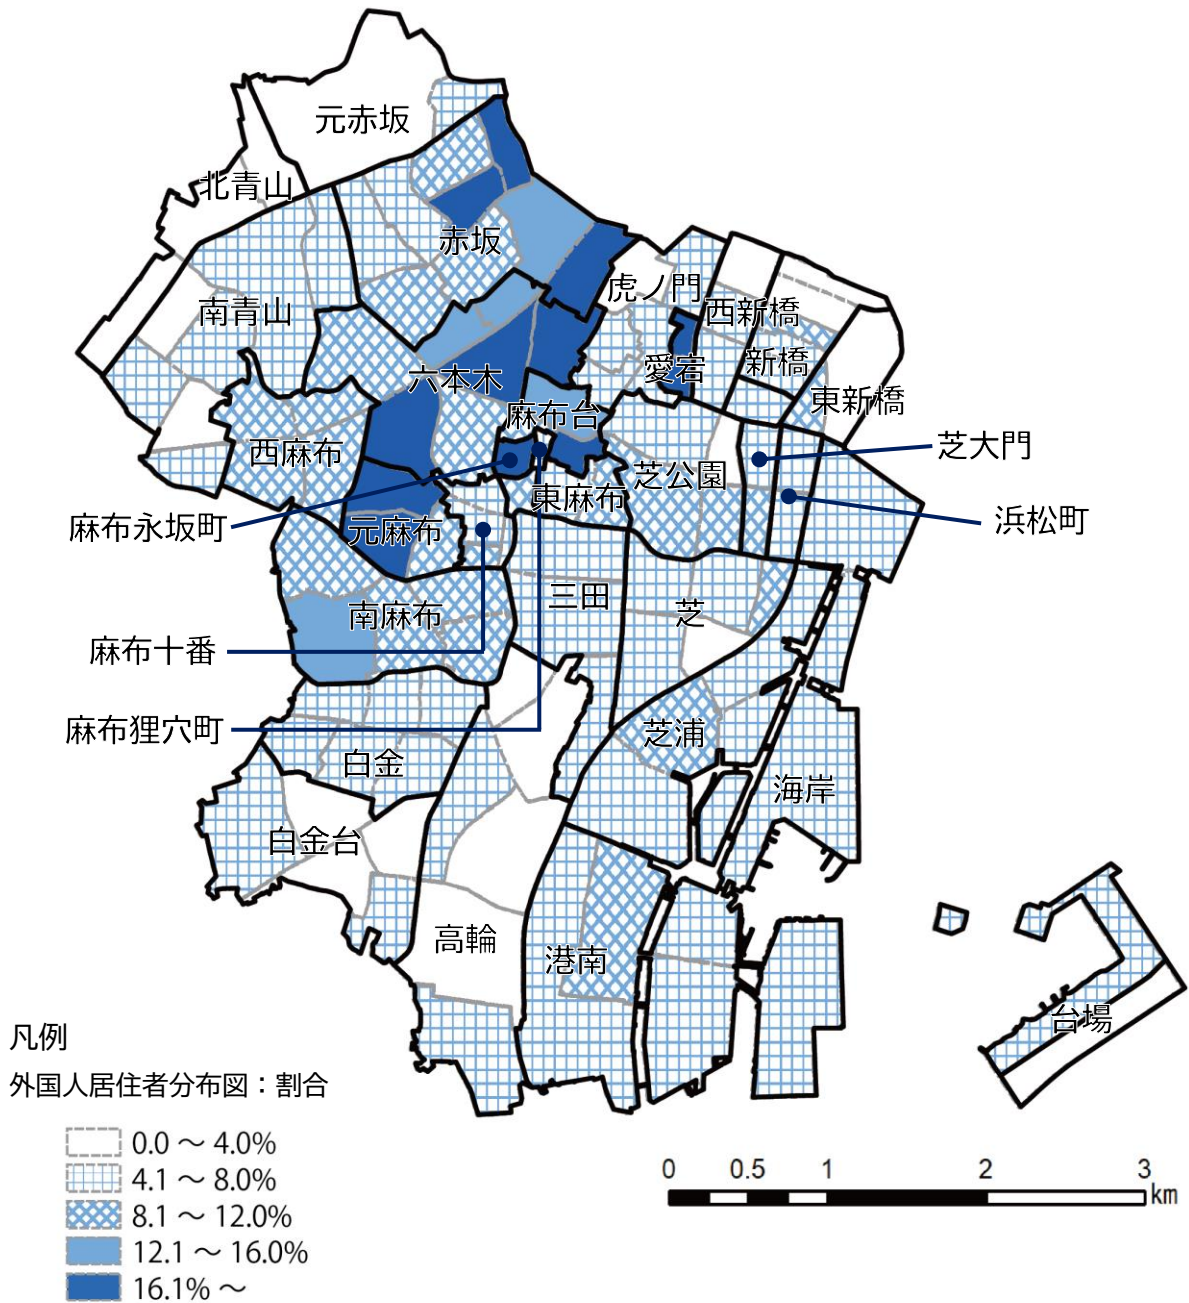 元赤坂
北青山
赤坂
虎ノ門
南青山
西新橋
新橋
愛宕
六本木
東新橋
麻布台
西麻布
芝大門
芝公園
東麻布
麻布永坂町
元麻布
浜松町
三田
南麻布
芝
麻布十番
麻布狸穴町
芝浦
白金
海岸
白金台
高輪
港南
台場
凡例
外国人居住者分布図：割合
0.0 ～ 4.0%
4.1 ～ 8.0%
8.1 ～ 12.0%
12.1 ～ 16.0%
16.1% ～
0 0.5 1 2 3
km